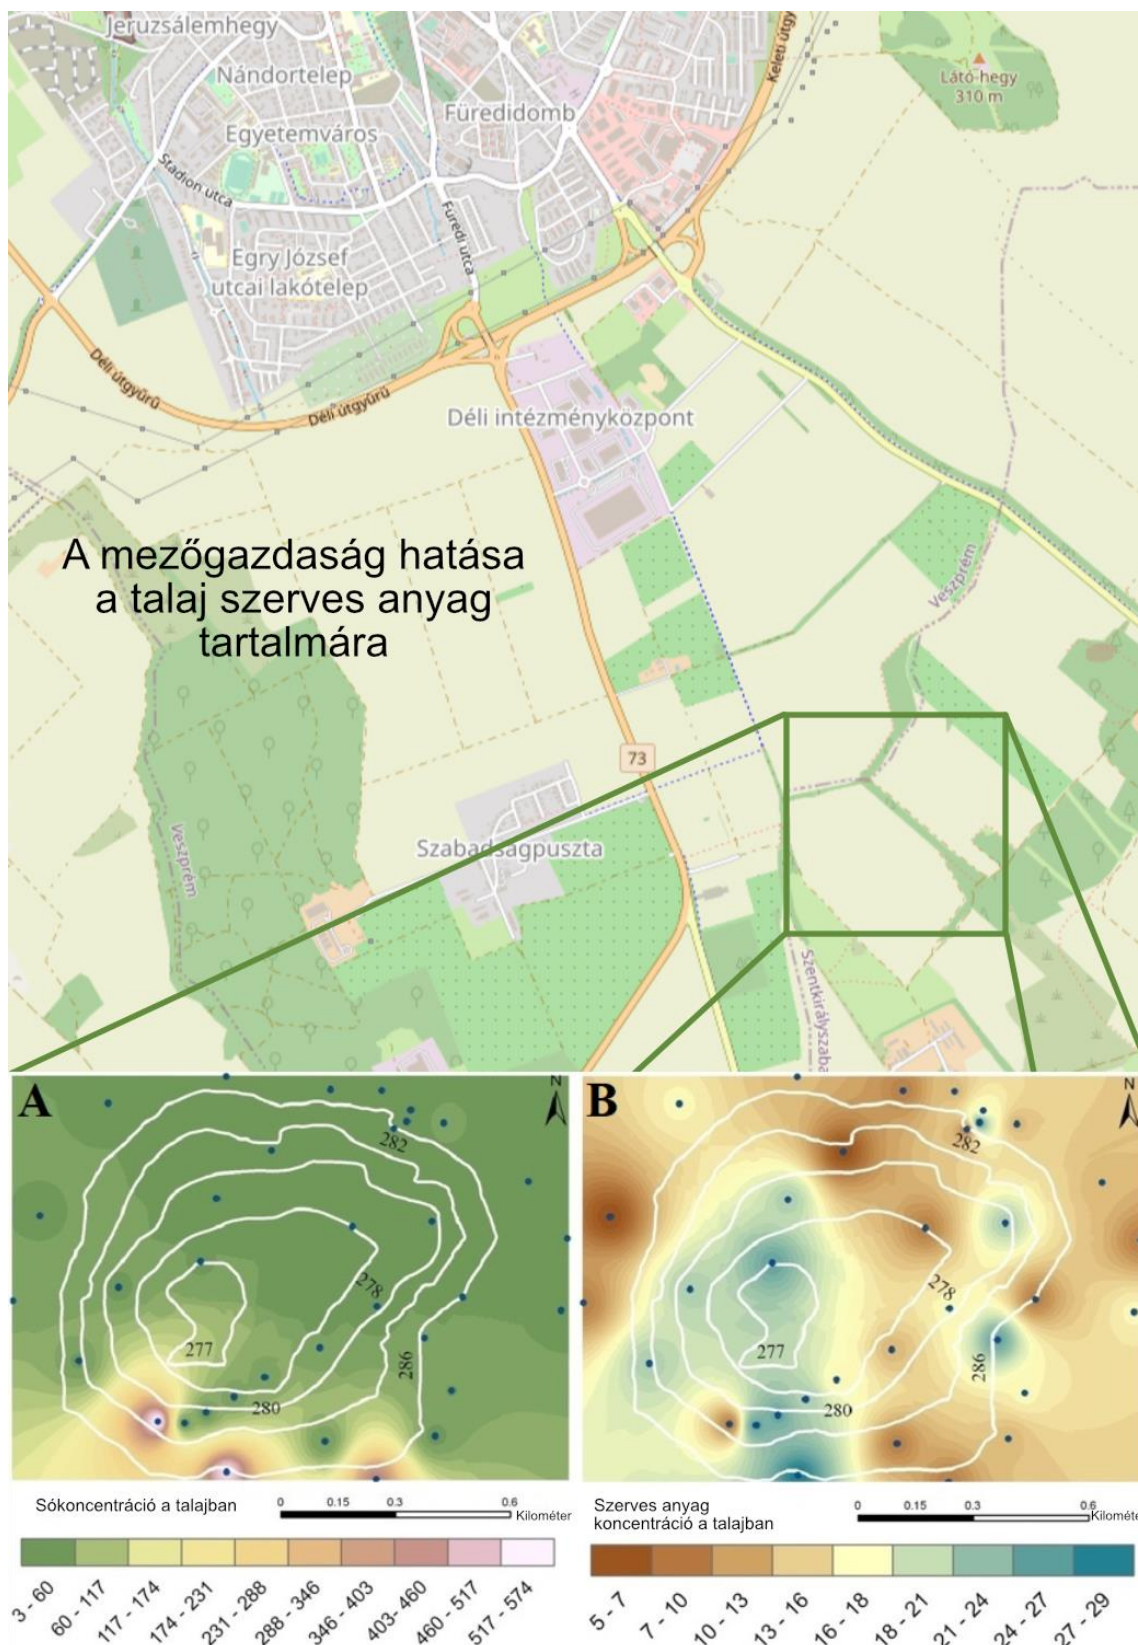 Jeruzsálemhegy
Nándortelep
Egyetemváros
Füredidomb
Keleti útgy
Látó-hegy
310 m
Stadion utca
Füredi utca
Egry József
utcai lakótelep
Déli útgyűrű
Déli útgyűrű
Déli intézményközpont
A mezőgazdaság hatása
a talaj szerves anyag
tartalmára
Veszprém
73
Szabadságpuszta
Veszprém
Szentkirályszaba
A
N
282
278
277
286
280
B
N
282
278
277
286
280
Sókoncentráció a talajban
0 0.15 0.3 0.6
Kilométer
3 - 60
60 - 117
117 - 174
174 - 231
231 - 288
288 - 346
346 - 403
403- 460
460 - 517
517 - 574
Szerves anyag
koncentráció a talajban
0 0.15 0.3 0.6
Kilométe
5 - 7
7 - 10
10 - 13
13 - 16
16 - 18
18 - 21
21 - 24
24 - 27
27 - 29